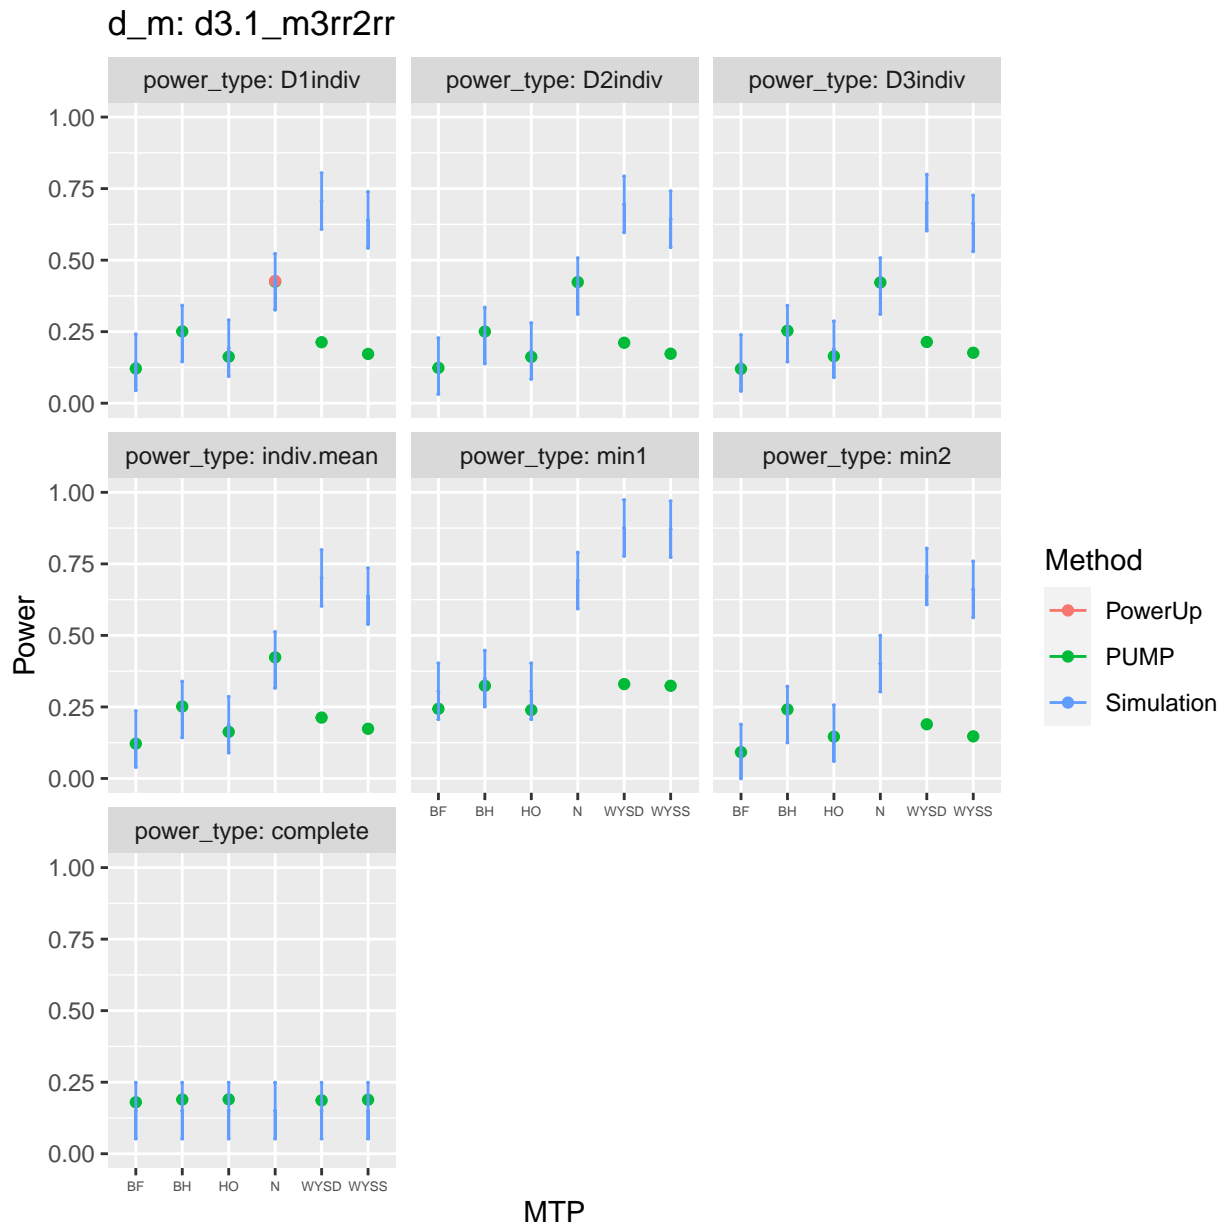 d_m: d3.1_m3rr2rr
power_type: D1indiv
power_type: D2indiv
power_type: D3indiv
1.00
0.75
0.50
0.25
0.00
power_type: indiv.mean
power_type: min1
power_type: min2
1.00
0.75
0.50
0.25
0.00
BF BH HO N WYSD WYSS
BF BH HO N WYSD WYSS
power_type: complete
1.00
0.75
0.50
0.25
0.00
BF BH HO N WYSD WYSS
Power
MTP
Method
PowerUp
PUMP
Simulation